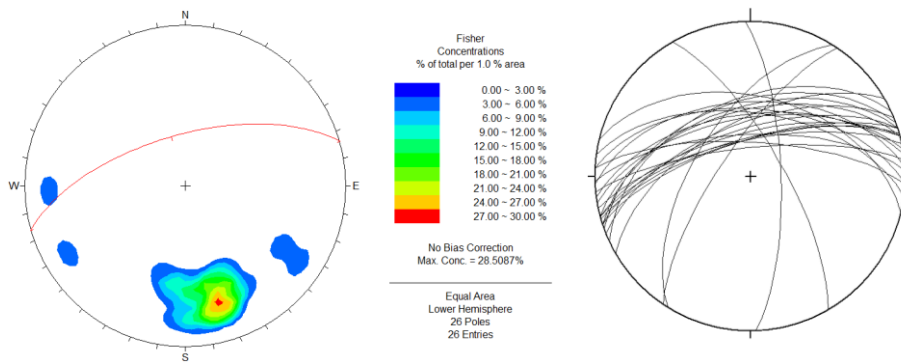 N
W
E
S
Fisher
Concentrations
% of total per 1.0 % area
0.00 ~ 3.00 %
3.00 ~ 6.00 %
6.00 ~ 9.00 %
9.00 ~ 12.00 %
12.00 ~ 15.00 %
15.00 ~ 18.00 %
18.00 ~ 21.00 %
21.00 ~ 24.00 %
24.00 ~ 27.00 %
27.00 ~ 30.00 %
No Bias Correction
Max. Conc. = 28.5087%
Equal Area
Lower Hemisphere
26 Poles
26 Entries